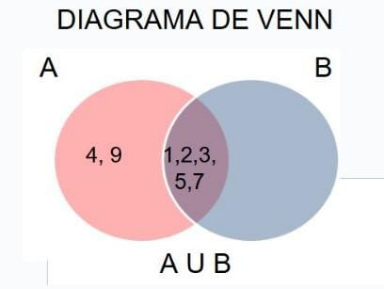 DIAGRAMA DE VENN
A B
4, 9 1,2,3,
5,7
A U B